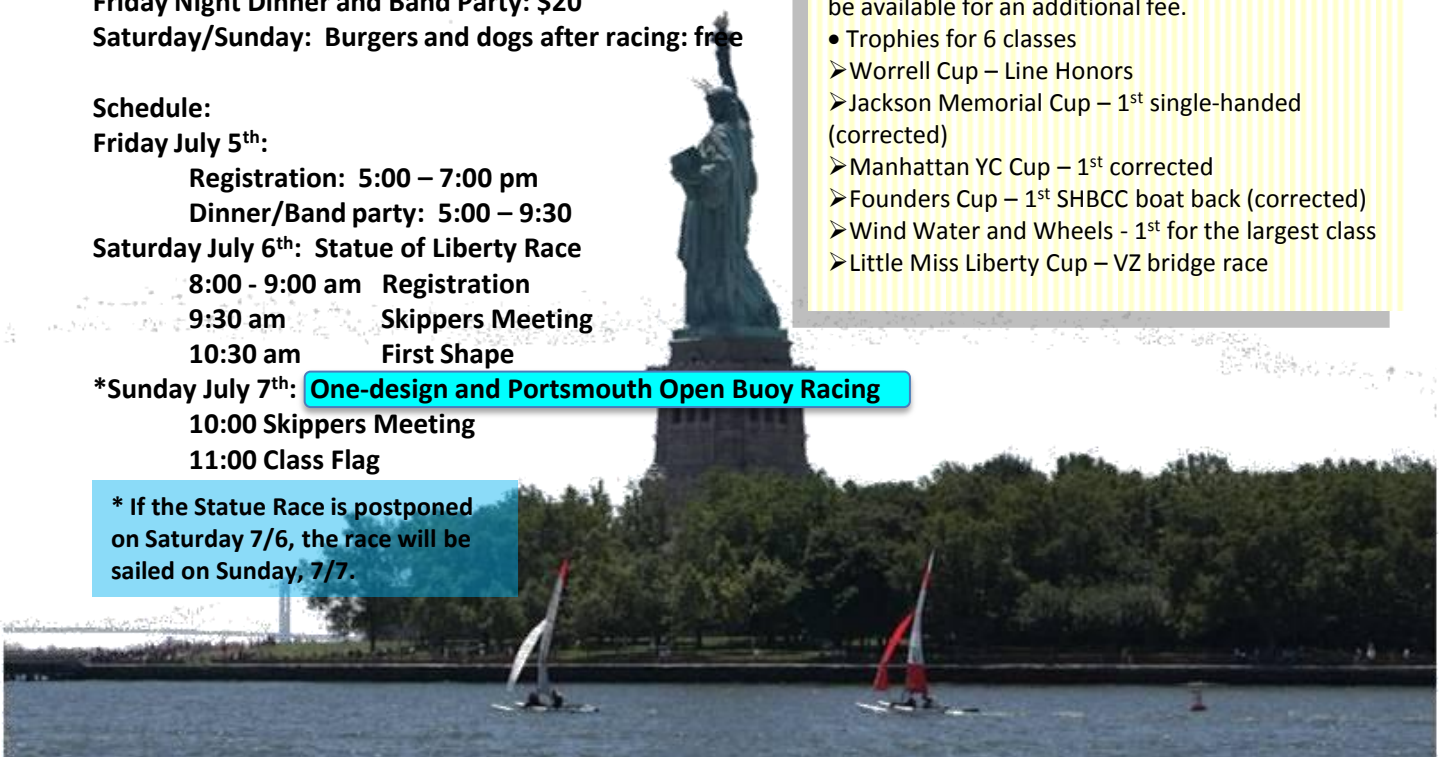 Friday Night Dinner and Band Party: $20
Saturday/Sunday: Burgers and dogs after racing: free
Schedule:
Friday July 5th:
Registration: 5:00 – 7:00 pm
Dinner/Band party: 5:00 – 9:30
Saturday July 6th: Statue of Liberty Race
8:00 - 9:00 am Registration
9:30 am Skippers Meeting
10:30 am First Shape
*Sunday July 7th: One-design and Portsmouth Open Buoy Racing
10:00 Skippers Meeting
11:00 Class Flag
* If the Statue Race is postponed
on Saturday 7/6, the race will be
sailed on Sunday, 7/7.
be available for an additional fee.
• Trophies for 6 classes
➢Worrell Cup – Line Honors
➢Jackson Memorial Cup – 1st single-handed
(corrected)
➢Manhattan YC Cup – 1st corrected
➢Founders Cup – 1st SHBCC boat back (corrected)
➢Wind Water and Wheels - 1st for the largest class
➢Little Miss Liberty Cup – VZ bridge race